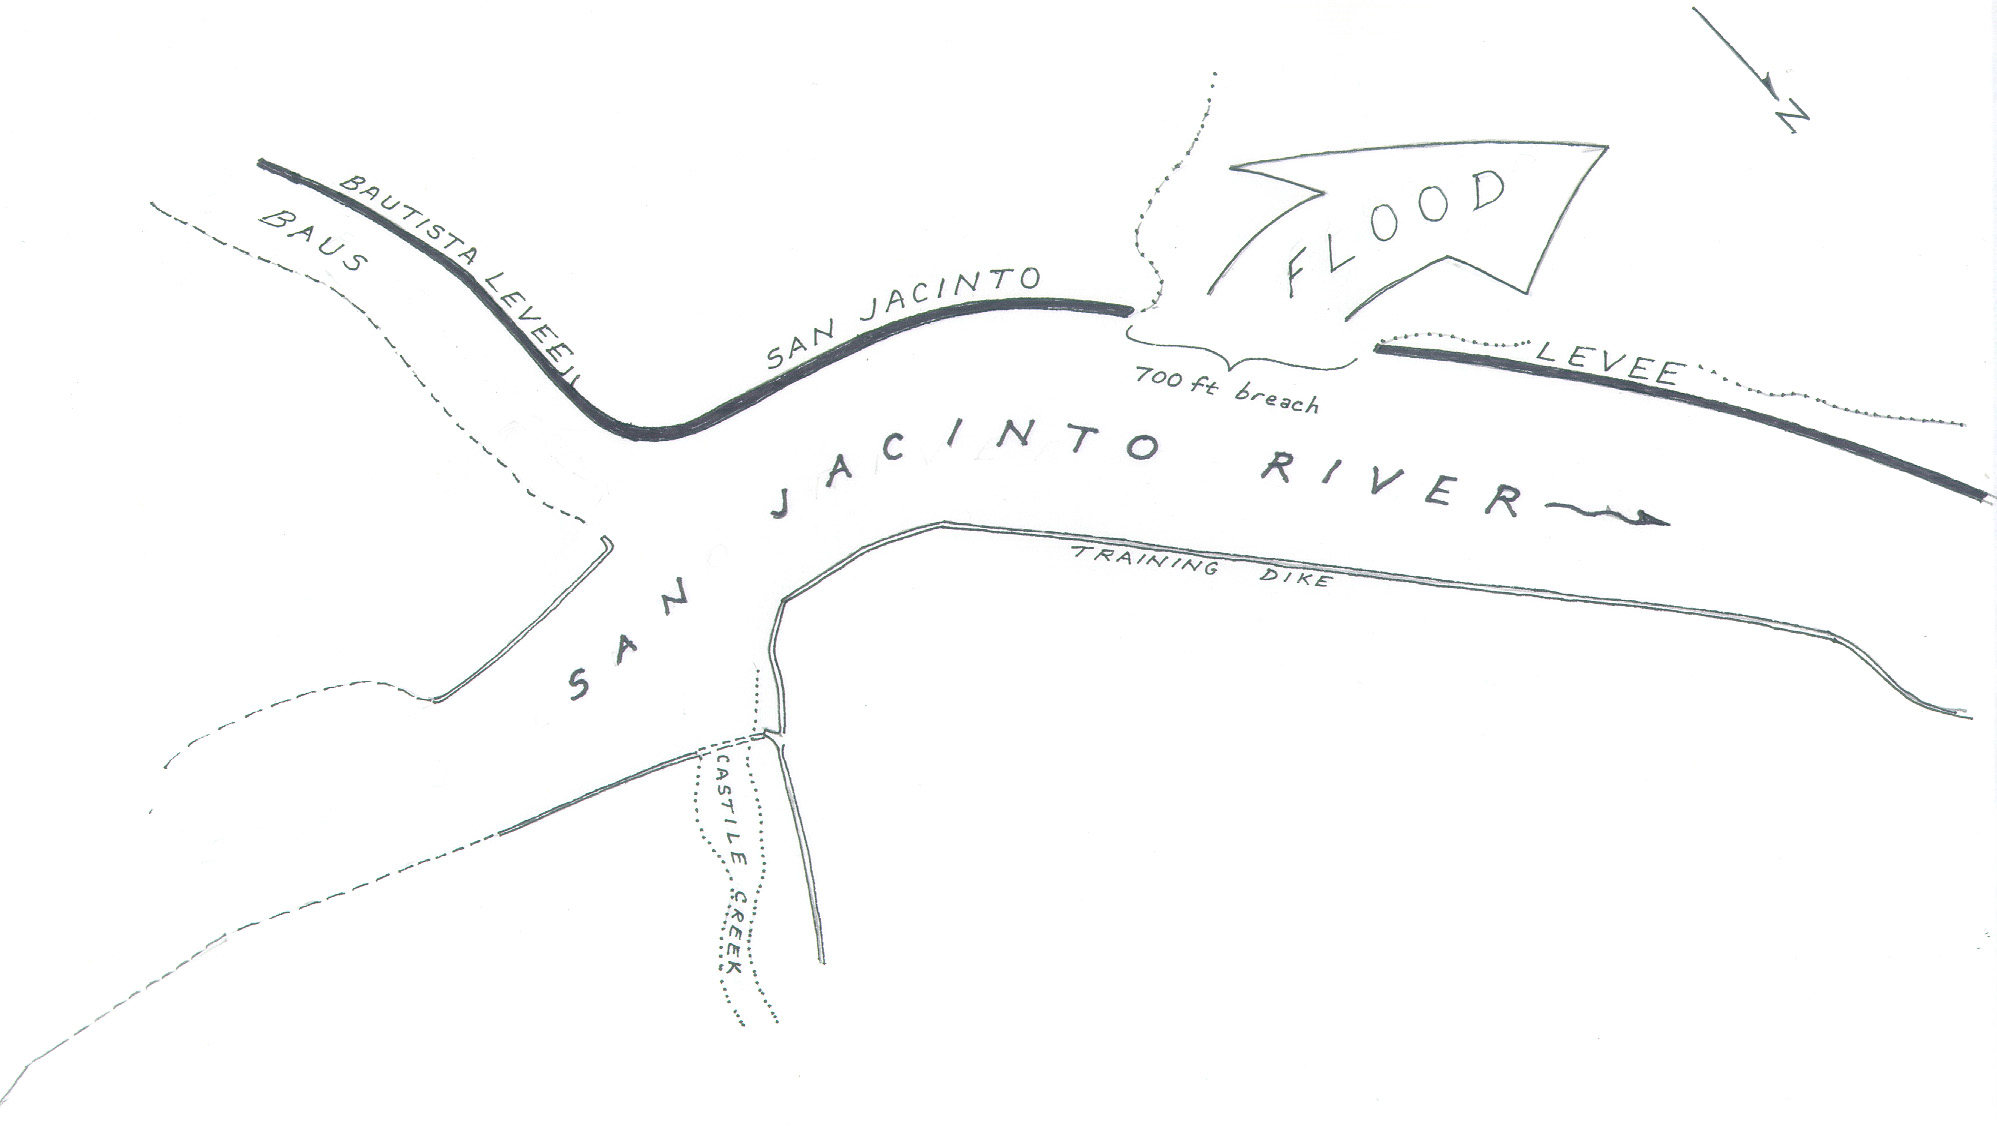 N
BAUTISTA LEVEE
BAUS
SAN JACINTO
FLOOD
LEVEE
700 ft breach
SAN JACINTO RIVER
TRAINING DIKE
CASTILE CREEK